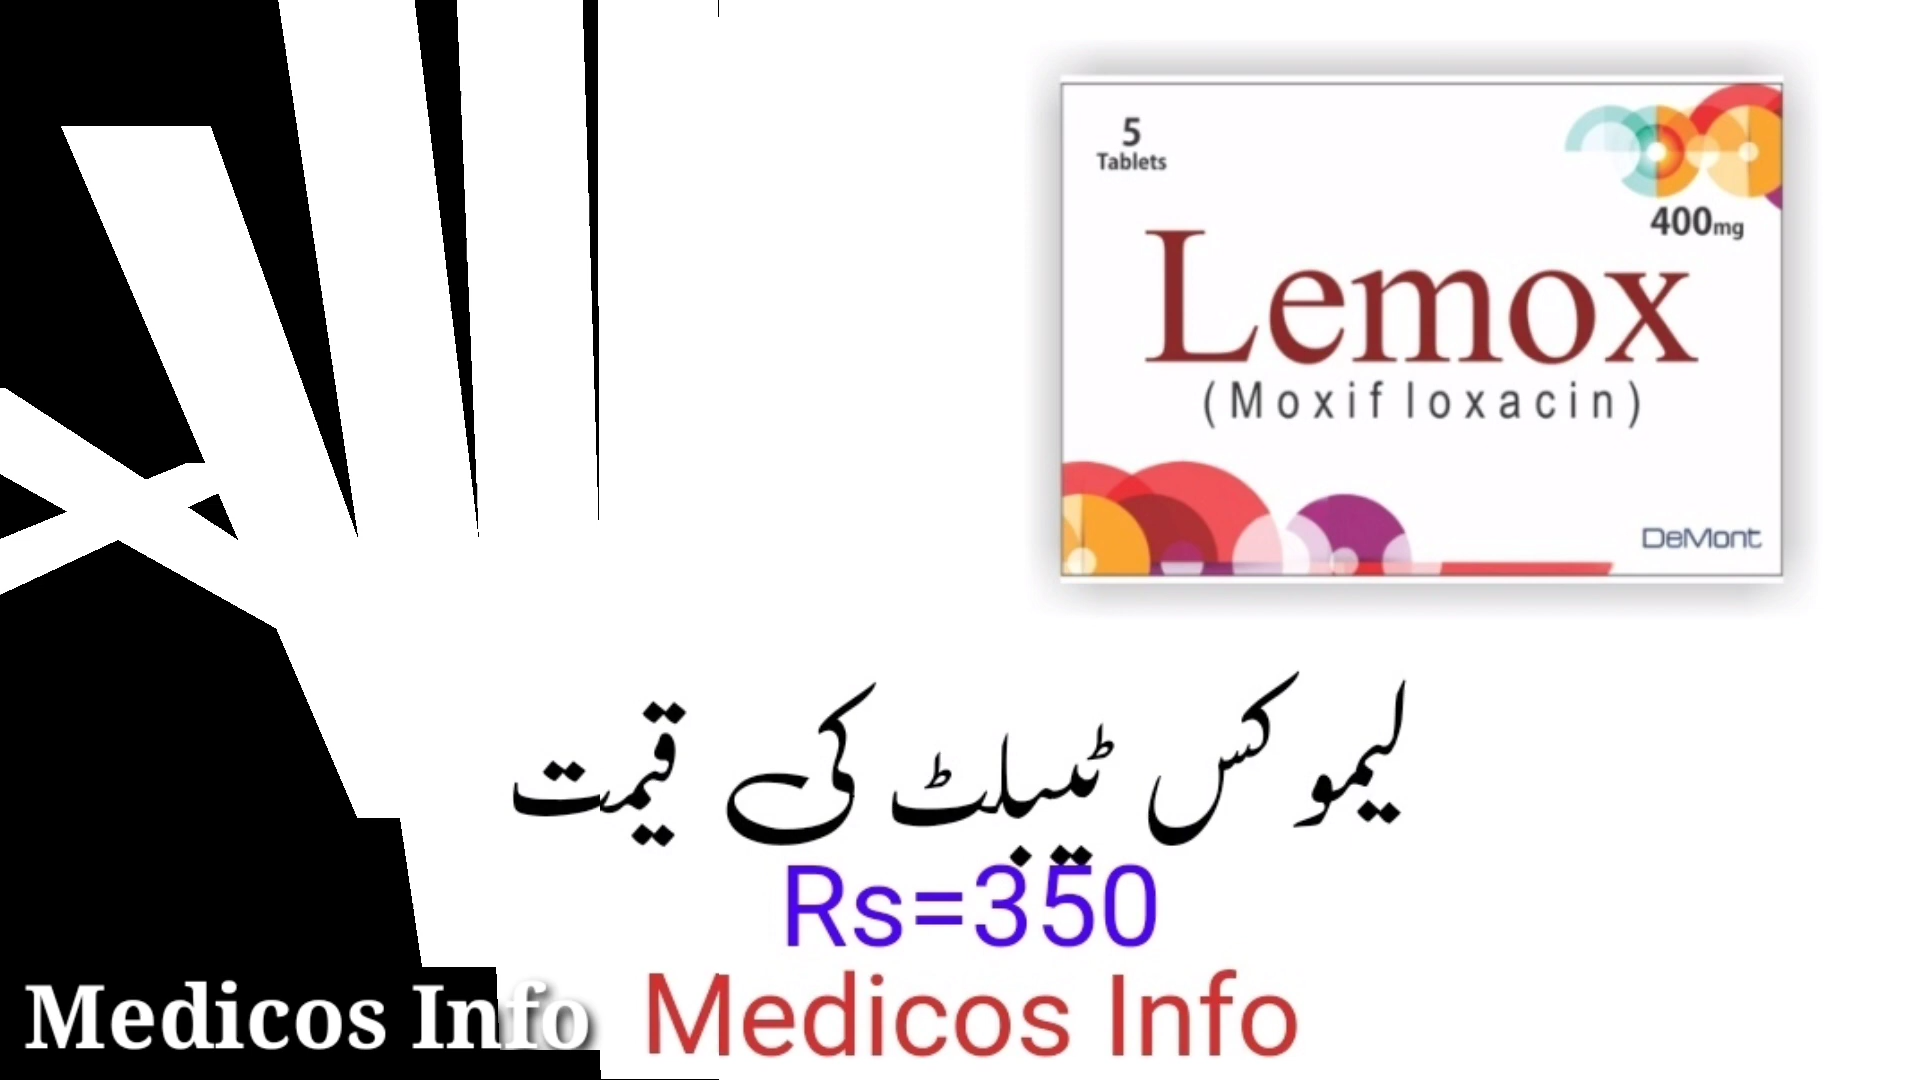 5
Tablets
400mg
Lemox
(Moxifloxacin)
DeMont
لیموکس ٹیبلٹ کی قیمت
Rs=350
Medicos Info
Medicos Info